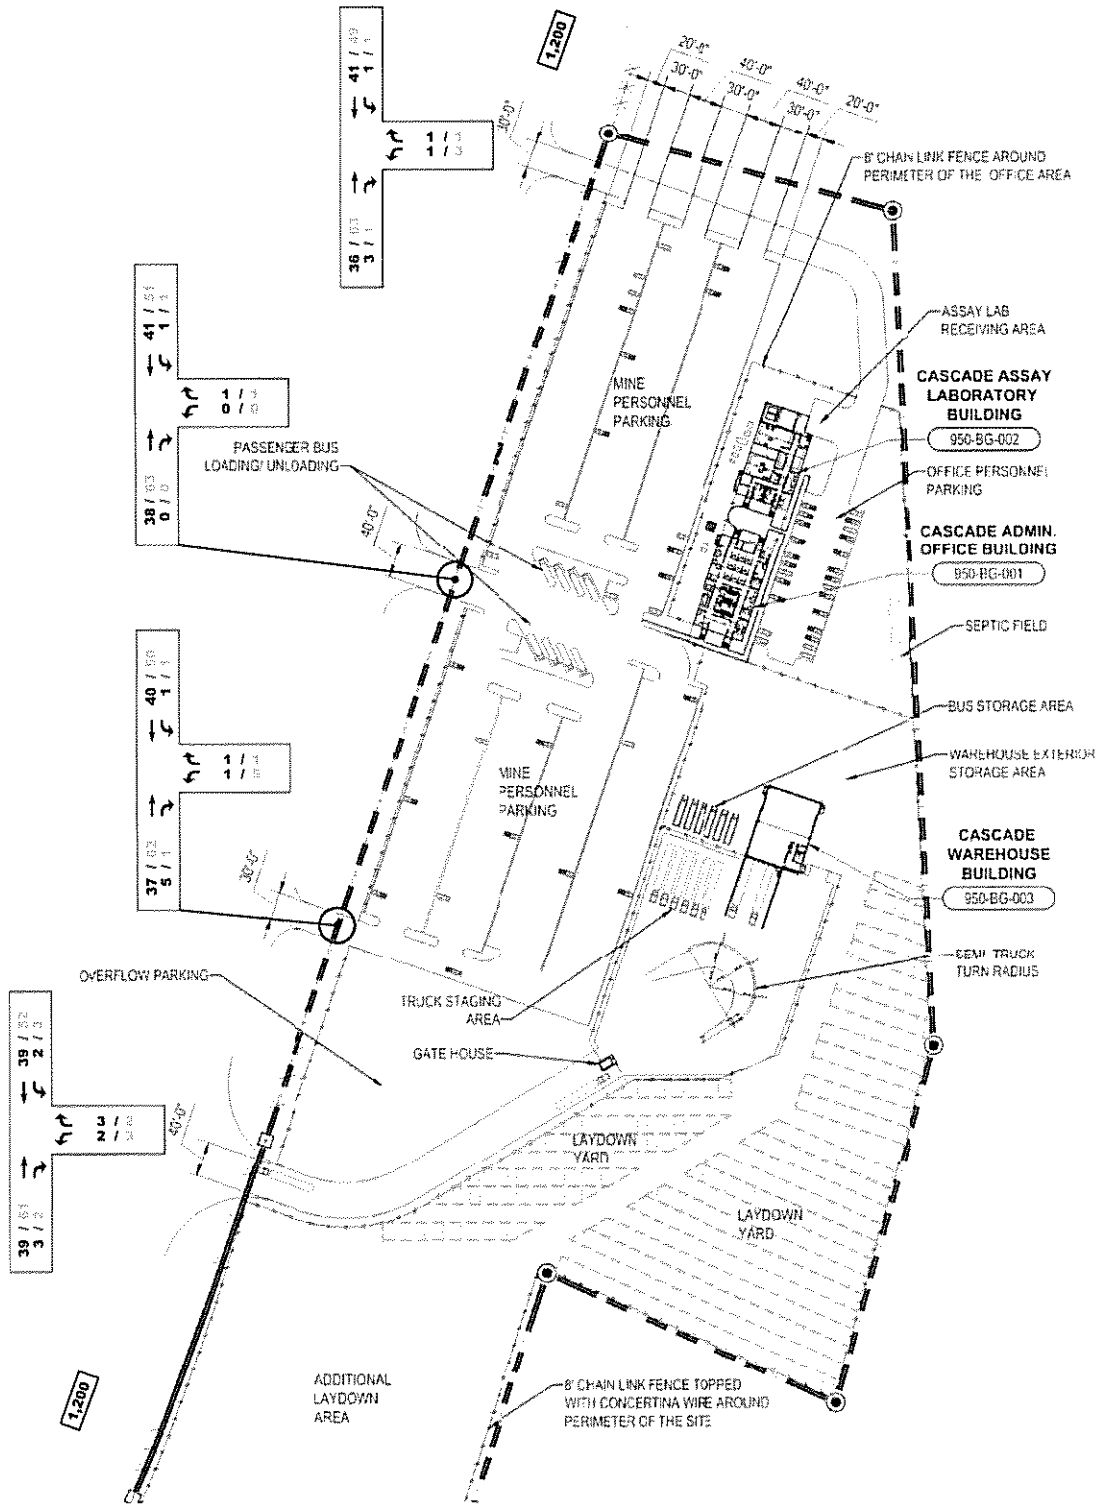 1,200
20'-0"
30'-0"
40'-0"
30'-0"
40'-0"
30'-0"
20'-0"
8' CHAN LINK FENCE AROUND
PERIMETER OF THE OFFICE AREA
41 /
1 /
1 /
1 /
36 /
3 /
ASSAY LAB
RECEIVING AREA
CASCADE ASSAY
LABORATORY
BUILDING
950-BG-002
MINE
PERSONNEL
PARKING
41 /
1 /
1 /
0 /
38 /
0 /
PASSENGER BUS
LOADING/ UNLOADING
OFFICE PERSONNEL
PARKING
40'-0"
CASCADE ADMIN.
OFFICE BUILDING
950-BG-001
SEPTIC FIELD
BUS STORAGE AREA
WAREHOUSE EXTERIOR
STORAGE AREA
MINE
PERSONNEL
PARKING
40 /
1 /
1 /
1 /
37 /
5 /
30'-0"
CASCADE
WAREHOUSE
BUILDING
950-BG-003
SEMI TRUCK
TURN RADIUS
OVERFLOW PARKING
TRUCK STAGING
AREA
GATE HOUSE
39 /
2 /
3 /
2 /
39 /
3 /
40'-0"
LAYDOWN
YARD
LAYDOWN
YARD
1,200
ADDITIONAL
LAYDOWN
AREA
8' CHAIN LINK FENCE TOPPED
WITH CONCERTINA WIRE AROUND
PERIMETER OF THE SITE